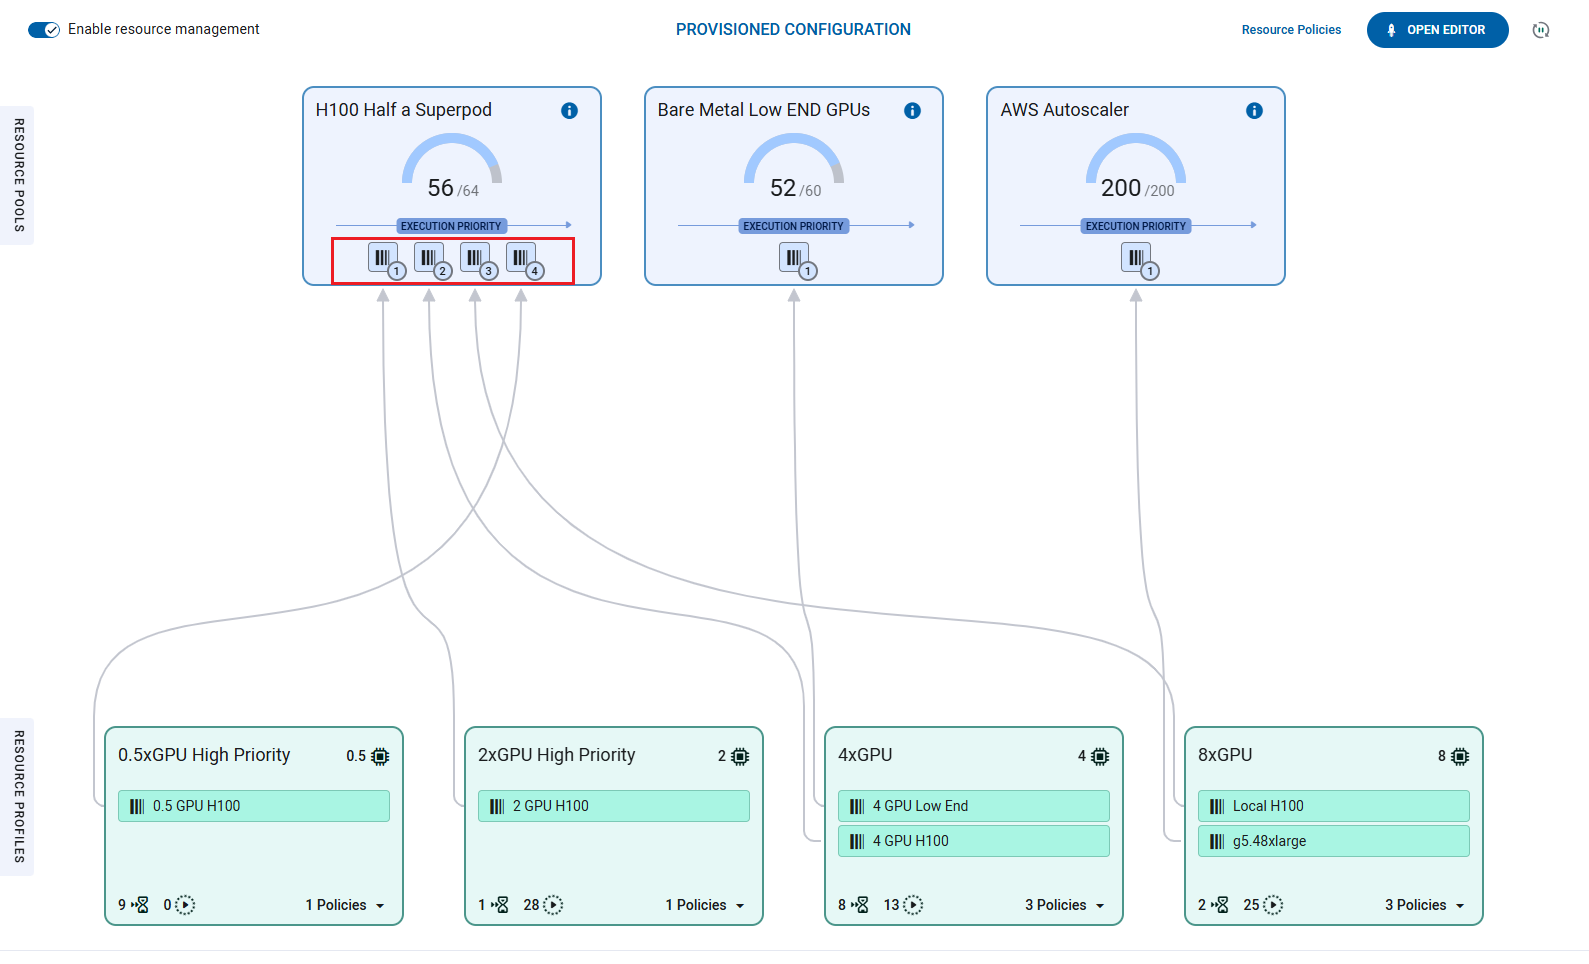 Enable resource management
PROVISIONED CONFIGURATION
Resource Policies
OPEN EDITOR
RESOURCE POOLS
H100 Half a Superpod
56 /64
EXECUTION PRIORITY
1 2 3 4
Bare Metal Low END GPUs
52 /60
EXECUTION PRIORITY
1
AWS Autoscaler
200 /200
EXECUTION PRIORITY
1
RESOURCE PROFILES
0.5xGPU High Priority 0.5
0.5 GPU H100
9 0 1 Policies
2xGPU High Priority 2
2 GPU H100
1 28 1 Policies
4xGPU 4
4 GPU Low End
4 GPU H100
8 13 3 Policies
8xGPU 8
Local H100
g5.48xlarge
2 25 3 Policies